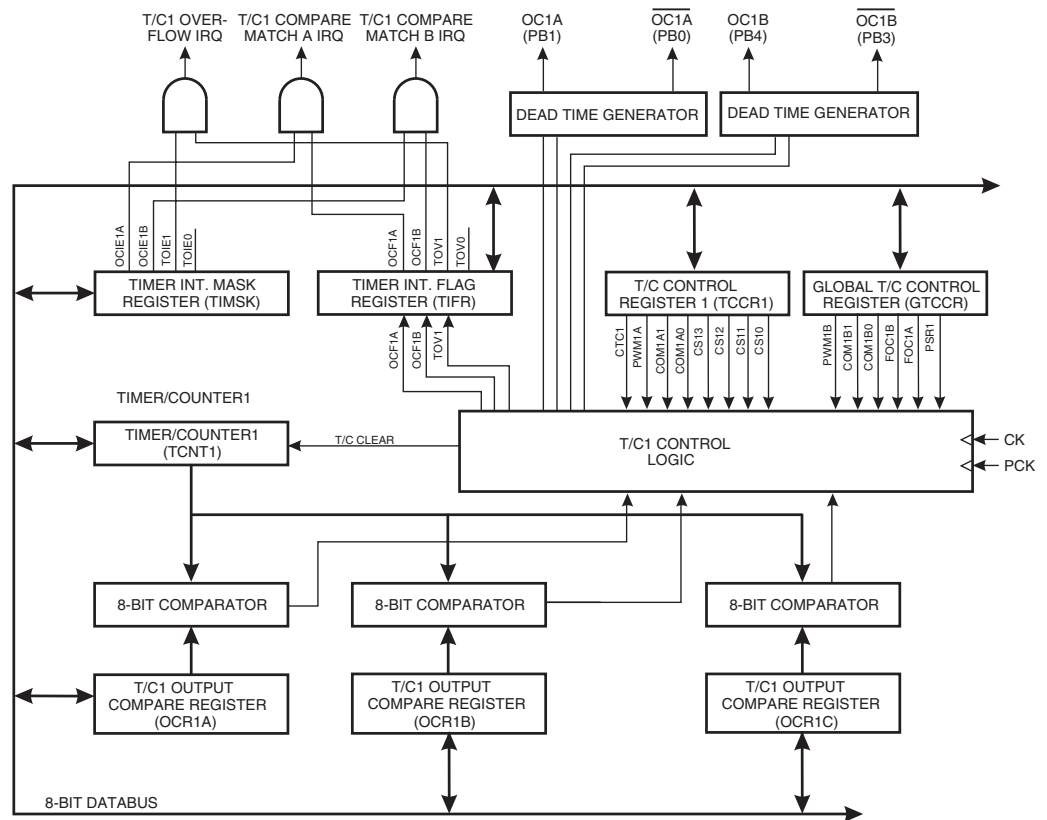 T/C1 OVER-
FLOW IRQ
T/C1 COMPARE
MATCH A IRQ
T/C1 COMPARE
MATCH B IRQ
OC1A
(PB1)
OC1A
(PB0)
OC1B
(PB4)
OC1B
(PB3)
DEAD TIME GENERATOR
DEAD TIME GENERATOR
OCIE1A
OCIE1B
TOIE1
TOIE0
OCF1A
OCF1B
TOV1
TOV0
TIMER INT. MASK
REGISTER (TIMSK)
TIMER INT. FLAG
REGISTER (TIFR)
T/C CONTROL
REGISTER 1 (TCCR1)
GLOBAL T/C CONTROL
REGISTER (GTCCR)
OCF1A
OCF1B
TOV1
CTC1
PWM1A
COM1A1
COM1A0
CS13
CS12
CS11
CS10
PWM1B
COM1B1
COM1B0
FOC1B
FOC1A
PSR1
TIMER/COUNTER1
TIMER/COUNTER1
(TCNT1)
T/C CLEAR
T/C1 CONTROL
LOGIC
CK
PCK
8-BIT COMPARATOR
8-BIT COMPARATOR
8-BIT COMPARATOR
T/C1 OUTPUT
COMPARE REGISTER
(OCR1A)
T/C1 OUTPUT
COMPARE REGISTER
(OCR1B)
T/C1 OUTPUT
COMPARE REGISTER
(OCR1C)
8-BIT DATABUS